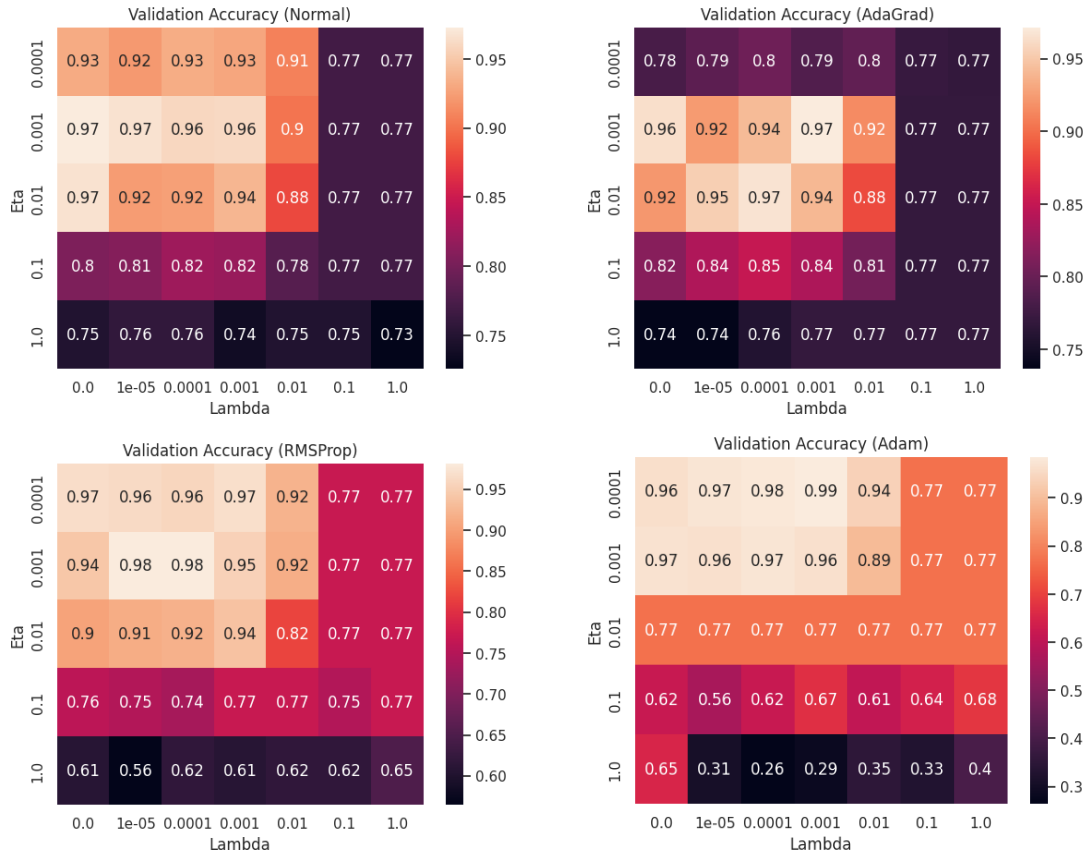 Validation Accuracy (Normal)
Eta
0.0001 0.93 0.92 0.93 0.93 0.91 0.77 0.77
0.001 0.97 0.97 0.96 0.96 0.9 0.77 0.77
0.01 0.97 0.92 0.92 0.94 0.88 0.77 0.77
0.1 0.8 0.81 0.82 0.82 0.78 0.77 0.77
1.0 0.75 0.76 0.76 0.74 0.75 0.75 0.73
0.0 1e-05 0.0001 0.001 0.01 0.1 1.0
Lambda
0.95
0.90
0.85
0.80
0.75
Validation Accuracy (AdaGrad)
Eta
0.0001 0.78 0.79 0.8 0.79 0.8 0.77 0.77
0.001 0.96 0.92 0.94 0.97 0.92 0.77 0.77
0.01 0.92 0.95 0.97 0.94 0.88 0.77 0.77
0.1 0.82 0.84 0.85 0.84 0.81 0.77 0.77
1.0 0.74 0.74 0.76 0.77 0.77 0.77 0.77
0.0 1e-05 0.0001 0.001 0.01 0.1 1.0
Lambda
0.95
0.90
0.85
0.80
0.75
Validation Accuracy (RMSProp)
Eta
0.0001 0.97 0.96 0.96 0.97 0.92 0.77 0.77
0.001 0.94 0.98 0.98 0.95 0.92 0.77 0.77
0.01 0.9 0.91 0.92 0.94 0.82 0.77 0.77
0.1 0.76 0.75 0.74 0.77 0.77 0.75 0.77
1.0 0.61 0.56 0.62 0.61 0.62 0.62 0.65
0.0 1e-05 0.0001 0.001 0.01 0.1 1.0
Lambda
0.95
0.90
0.85
0.80
0.75
0.70
0.65
0.60
Validation Accuracy (Adam)
Eta
0.0001 0.96 0.97 0.98 0.99 0.94 0.77 0.77
0.001 0.97 0.96 0.97 0.96 0.89 0.77 0.77
0.01 0.77 0.77 0.77 0.77 0.77 0.77 0.77
0.1 0.62 0.56 0.62 0.67 0.61 0.64 0.68
1.0 0.65 0.31 0.26 0.29 0.35 0.33 0.4
0.0 1e-05 0.0001 0.001 0.01 0.1 1.0
Lambda
0.9
0.8
0.7
0.6
0.5
0.4
0.3